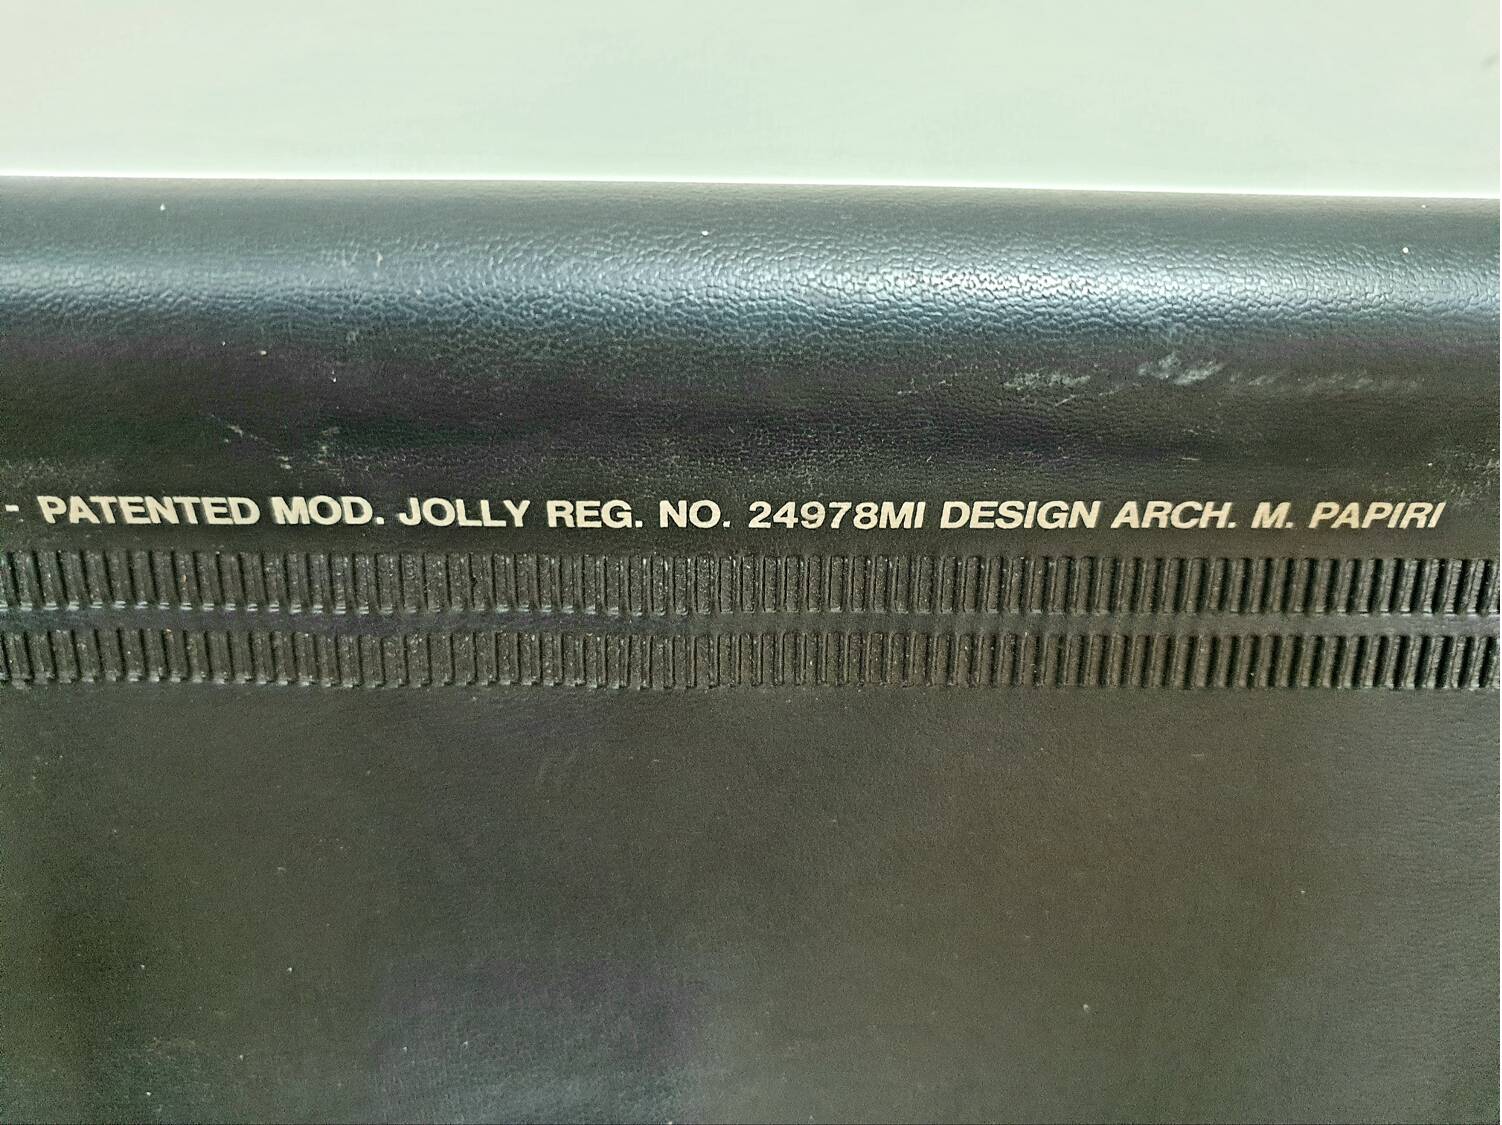 - PATENTED MOD. JOLLY REG. NO. 24978MI DESIGN ARCH. M. PAPIRI